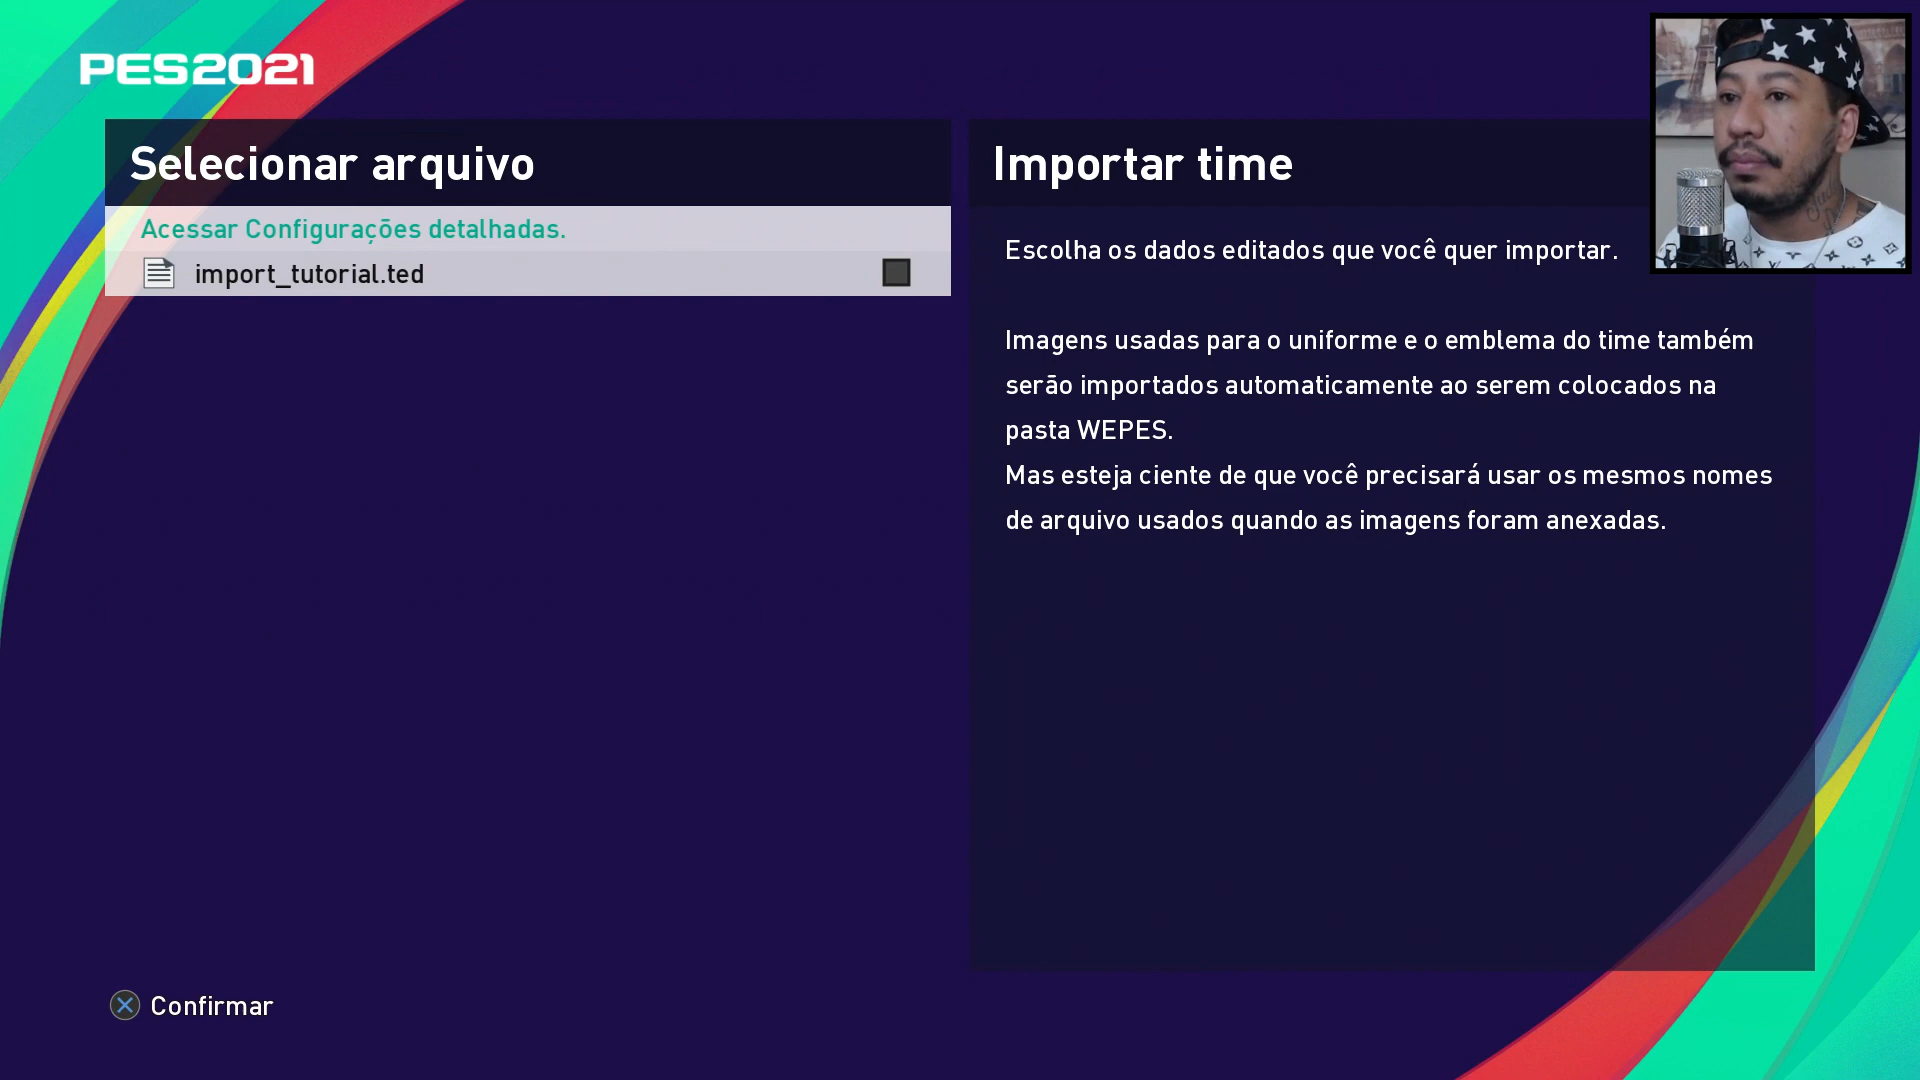 PES2021
Selecionar arquivo
Acessar Configurações detalhadas.
import_tutorial.ted
Importar time
Escolha os dados editados que você quer importar.
Imagens usadas para o uniforme e o emblema do time também
serão importados automaticamente ao serem colocados na
pasta WEPES.
Mas esteja ciente de que você precisará usar os mesmos nomes
de arquivo usados quando as imagens foram anexadas.
Confirmar